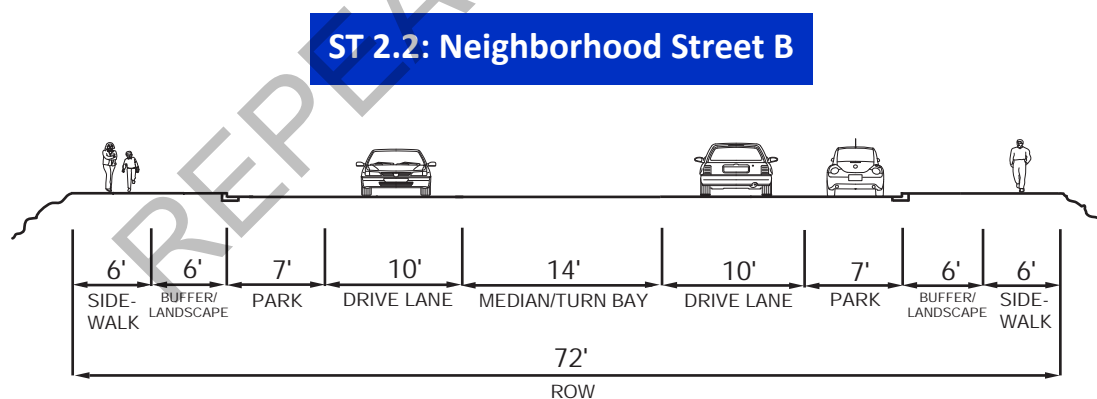 ST 2.2: Neighborhood Street B
REPEA
6' 6' 7' 10' 14' 10' 7' 6' 6'
SIDE-
WALK
BUFFER/
LANDSCAPE
PARK
DRIVE LANE
MEDIAN/TURN BAY
DRIVE LANE
PARK
BUFFER/
LANDSCAPE
SIDE-
WALK
72'
ROW